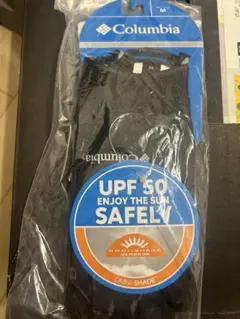 M
Columbia
Columbia
UPF 50
ENJOY THE SUN
SAFELY
OMNI-SHADE